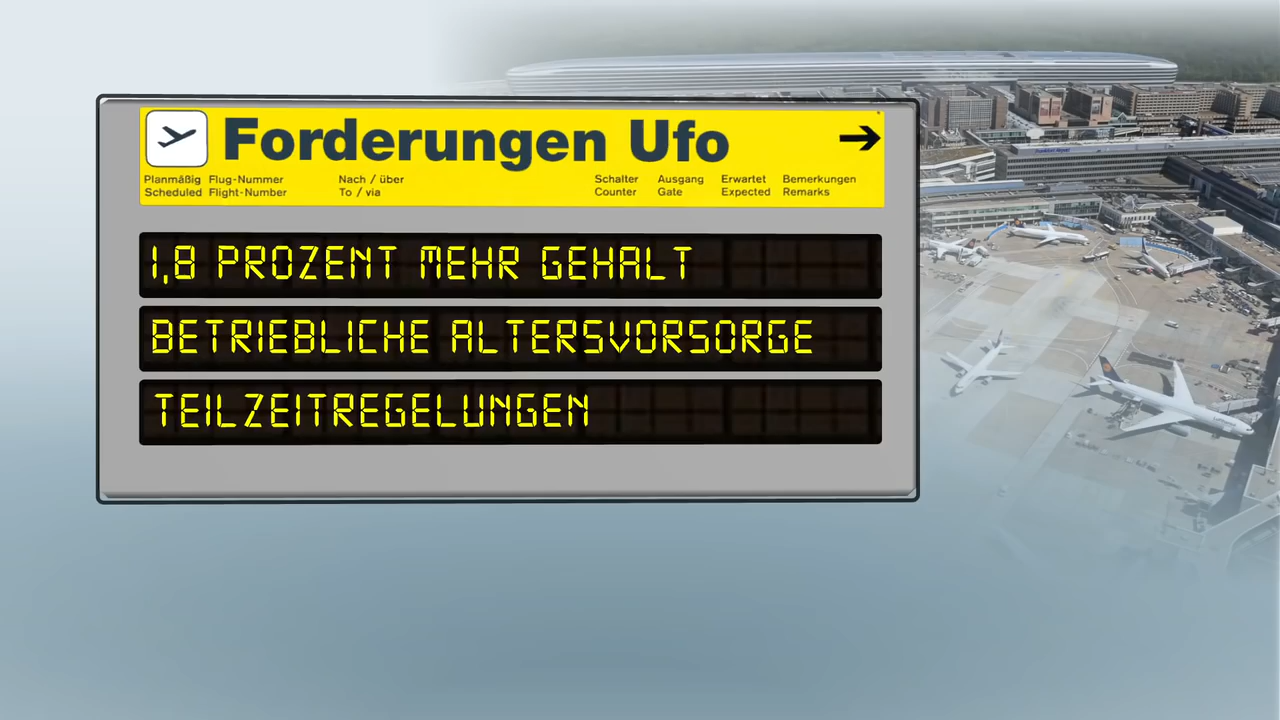 Forderungen Ufo
Planmäßig Flug-Nummer Nach / über Schalter Ausgang Erwartet Bemerkungen
Scheduled Flight-Number To / via Counter Gate Expected Remarks
1,8 PROZENT MEHR GEHALT
BETRIEBLICHE ALTERSVORSORGE
TEILZEITREGELUNGEN